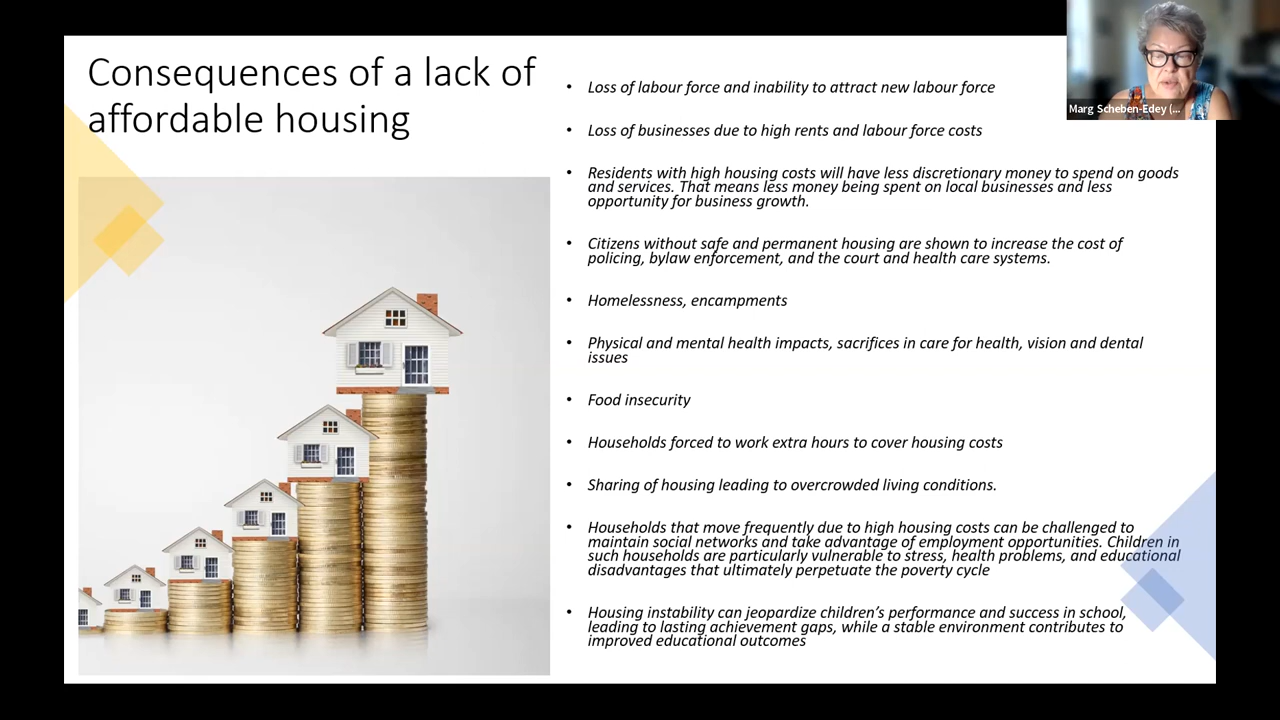 Consequences of a lack of
affordable housing
• Loss of labour force and inability to attract new labour force
• Loss of businesses due to high rents and labour force costs
• Residents with high housing costs will have less discretionary money to spend on goods
and services. That means less money being spent on local businesses and less
opportunity for business growth.
• Citizens without safe and permanent housing are shown to increase the cost of
policing, bylaw enforcement, and the court and health care systems.
• Homelessness, encampments
• Physical and mental health impacts, sacrifices in care for health, vision and dental
issues
• Food insecurity
• Households forced to work extra hours to cover housing costs
• Sharing of housing leading to overcrowded living conditions.
• Households that move frequently due to high housing costs can be challenged to
maintain social networks and take advantage of employment opportunities. Children in
such households are particularly vulnerable to stress, health problems, and educational
disadvantages that ultimately perpetuate the poverty cycle
• Housing instability can jeopardize children’s performance and success in school,
leading to lasting achievement gaps, while a stable environment contributes to
improved educational outcomes
Marg Scheben-Edey (...